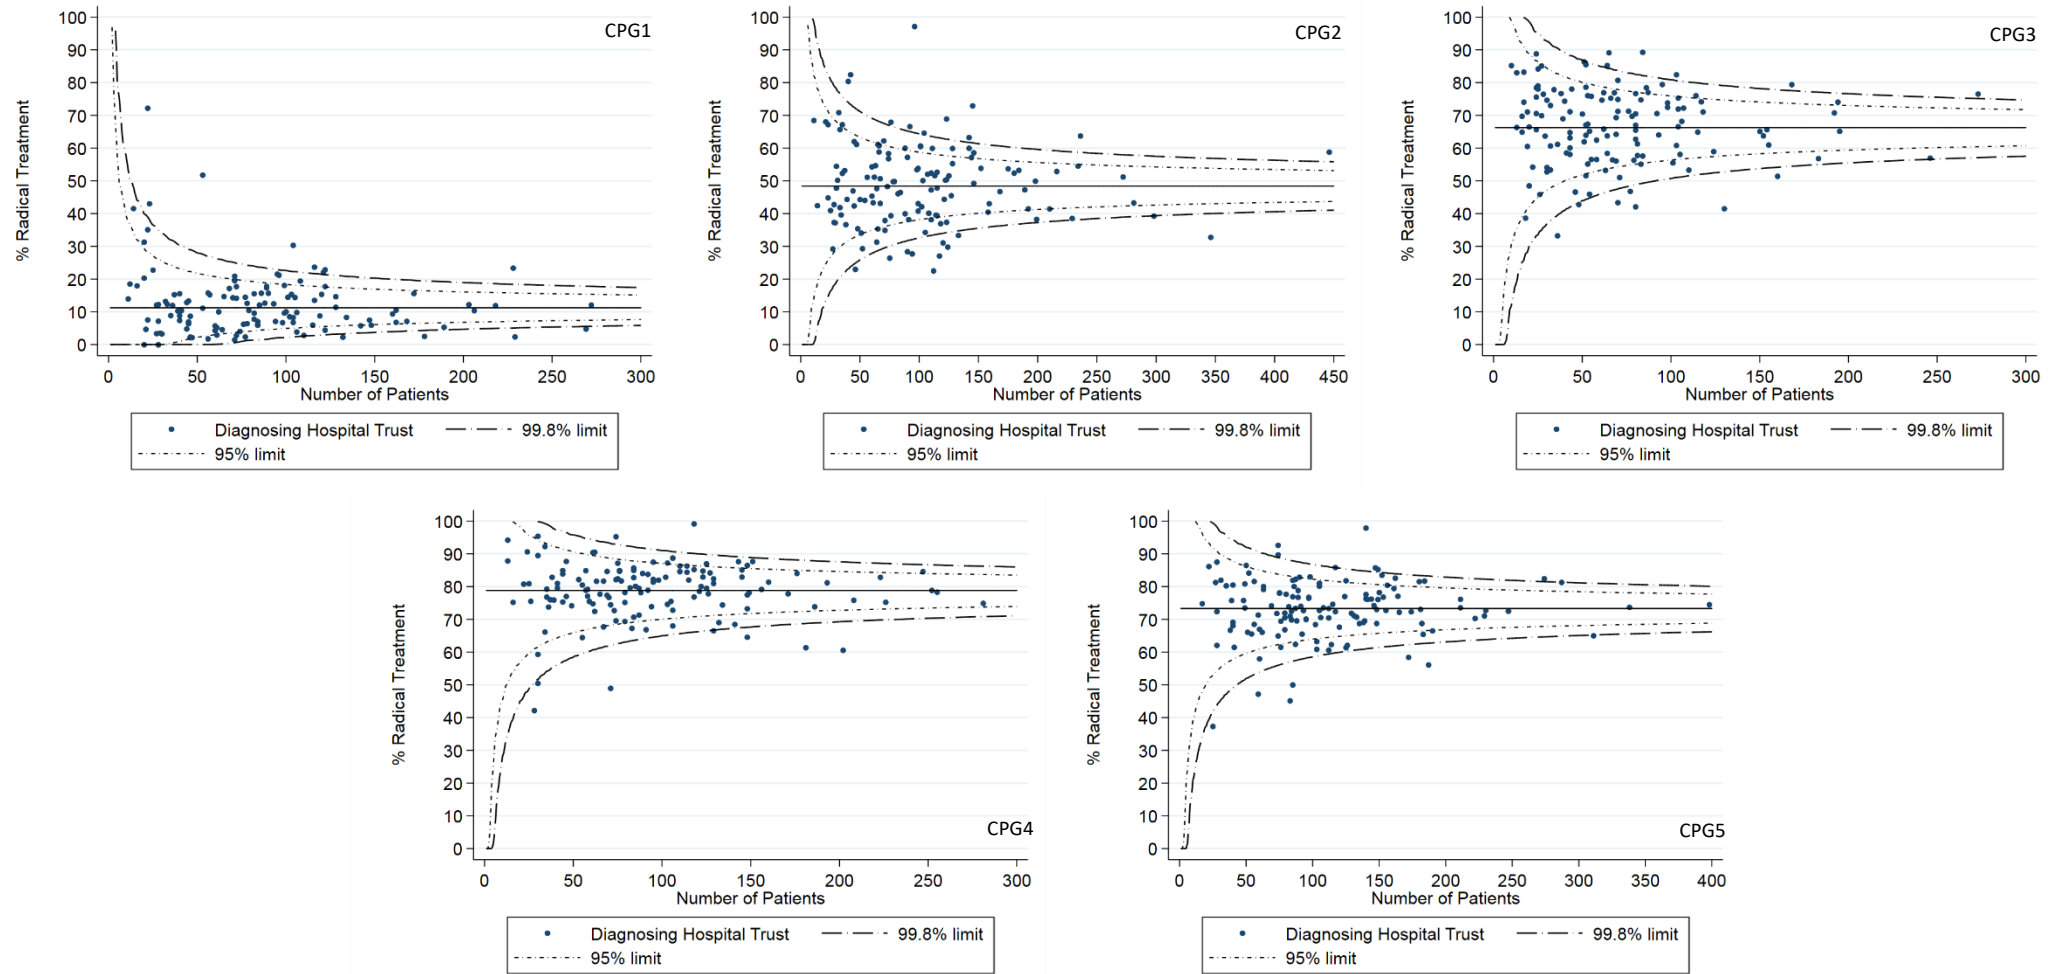 CPG1
% Radical Treatment
100
90
80
70
60
50
40
30
20
10
0
0 50 100 150 200 250 300
Number of Patients
Diagnosing Hospital Trust 99.8% limit
95% limit
CPG2
% Radical Treatment
100
90
80
70
60
50
40
30
20
10
0
0 50 100 150 200 250 300 350 400 450
Number of Patients
Diagnosing Hospital Trust 99.8% limit
95% limit
CPG3
% Radical Treatment
100
90
80
70
60
50
40
30
20
10
0
0 50 100 150 200 250 300
Number of Patients
Diagnosing Hospital Trust 99.8% limit
95% limit
% Radical Treatment
100
90
80
70
60
50
40
30
20
10
0
CPG4
0 50 100 150 200 250 300
Number of Patients
Diagnosing Hospital Trust 99.8% limit
95% limit
% Radical Treatment
100
90
80
70
60
50
40
30
20
10
0
CPG5
0 50 100 150 200 250 300 350 400
Number of Patients
Diagnosing Hospital Trust 99.8% limit
95% limit